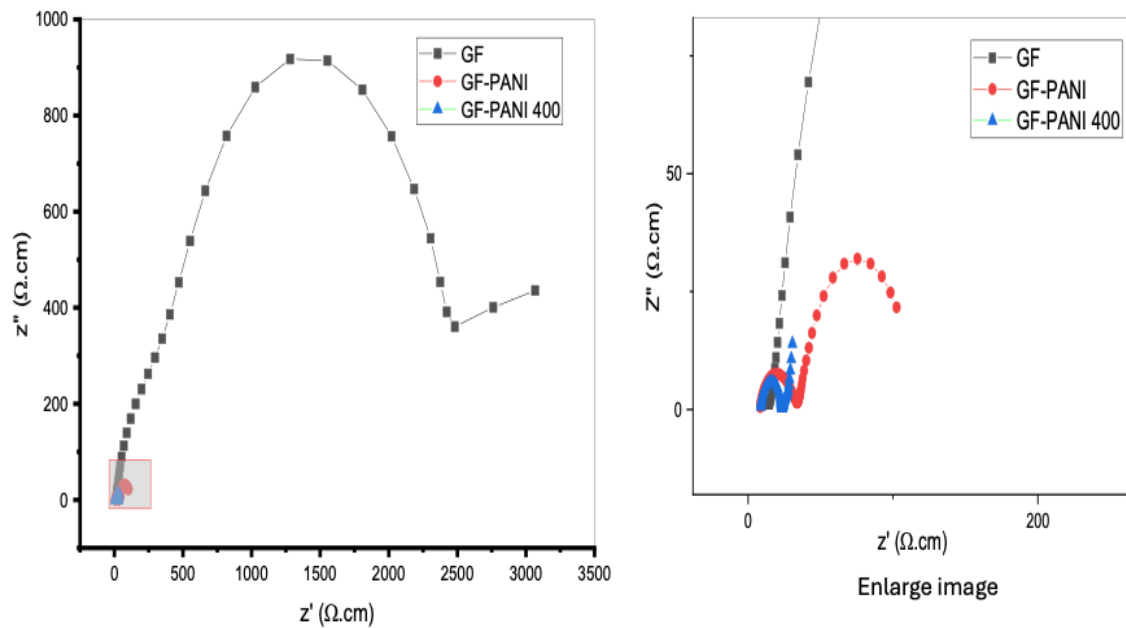 1000
800
600
400
200
0
z" (Ω.cm)
GF
GF-PANI
GF-PANI 400
0 500 1000 1500 2000 2500 3000 3500
z' (Ω.cm)
50
0
Z" (Ω.cm)
GF
GF-PANI
GF-PANI 400
0 200
z' (Ω.cm)
Enlarge image